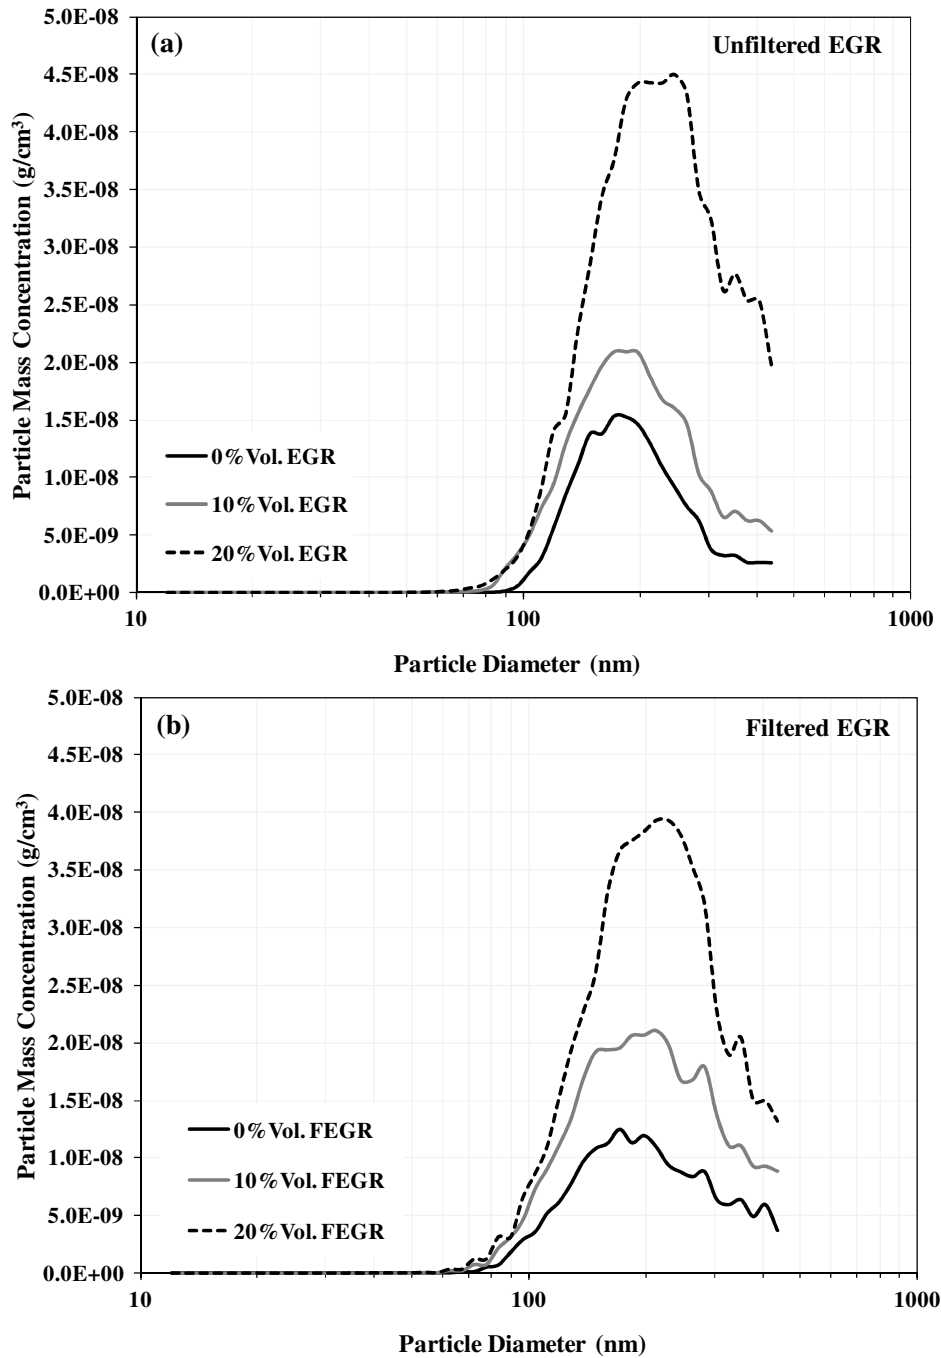 (a)
Unfiltered EGR
Particle Mass Concentration (g/cm³)
5.0E-08
4.5E-08
4.0E-08
3.5E-08
3.0E-08
2.5E-08
2.0E-08
1.5E-08
1.0E-08
5.0E-09
0.0E+00
0%Vol. EGR
10%Vol. EGR
20%Vol. EGR
10 100 1000
Particle Diameter (nm)
(b)
Filtered EGR
Particle Mass Concentration (g/cm³)
5.0E-08
4.5E-08
4.0E-08
3.5E-08
3.0E-08
2.5E-08
2.0E-08
1.5E-08
1.0E-08
5.0E-09
0.0E+00
0%Vol. FEGR
10%Vol. FEGR
20%Vol. FEGR
10 100 1000
Particle Diameter (nm)